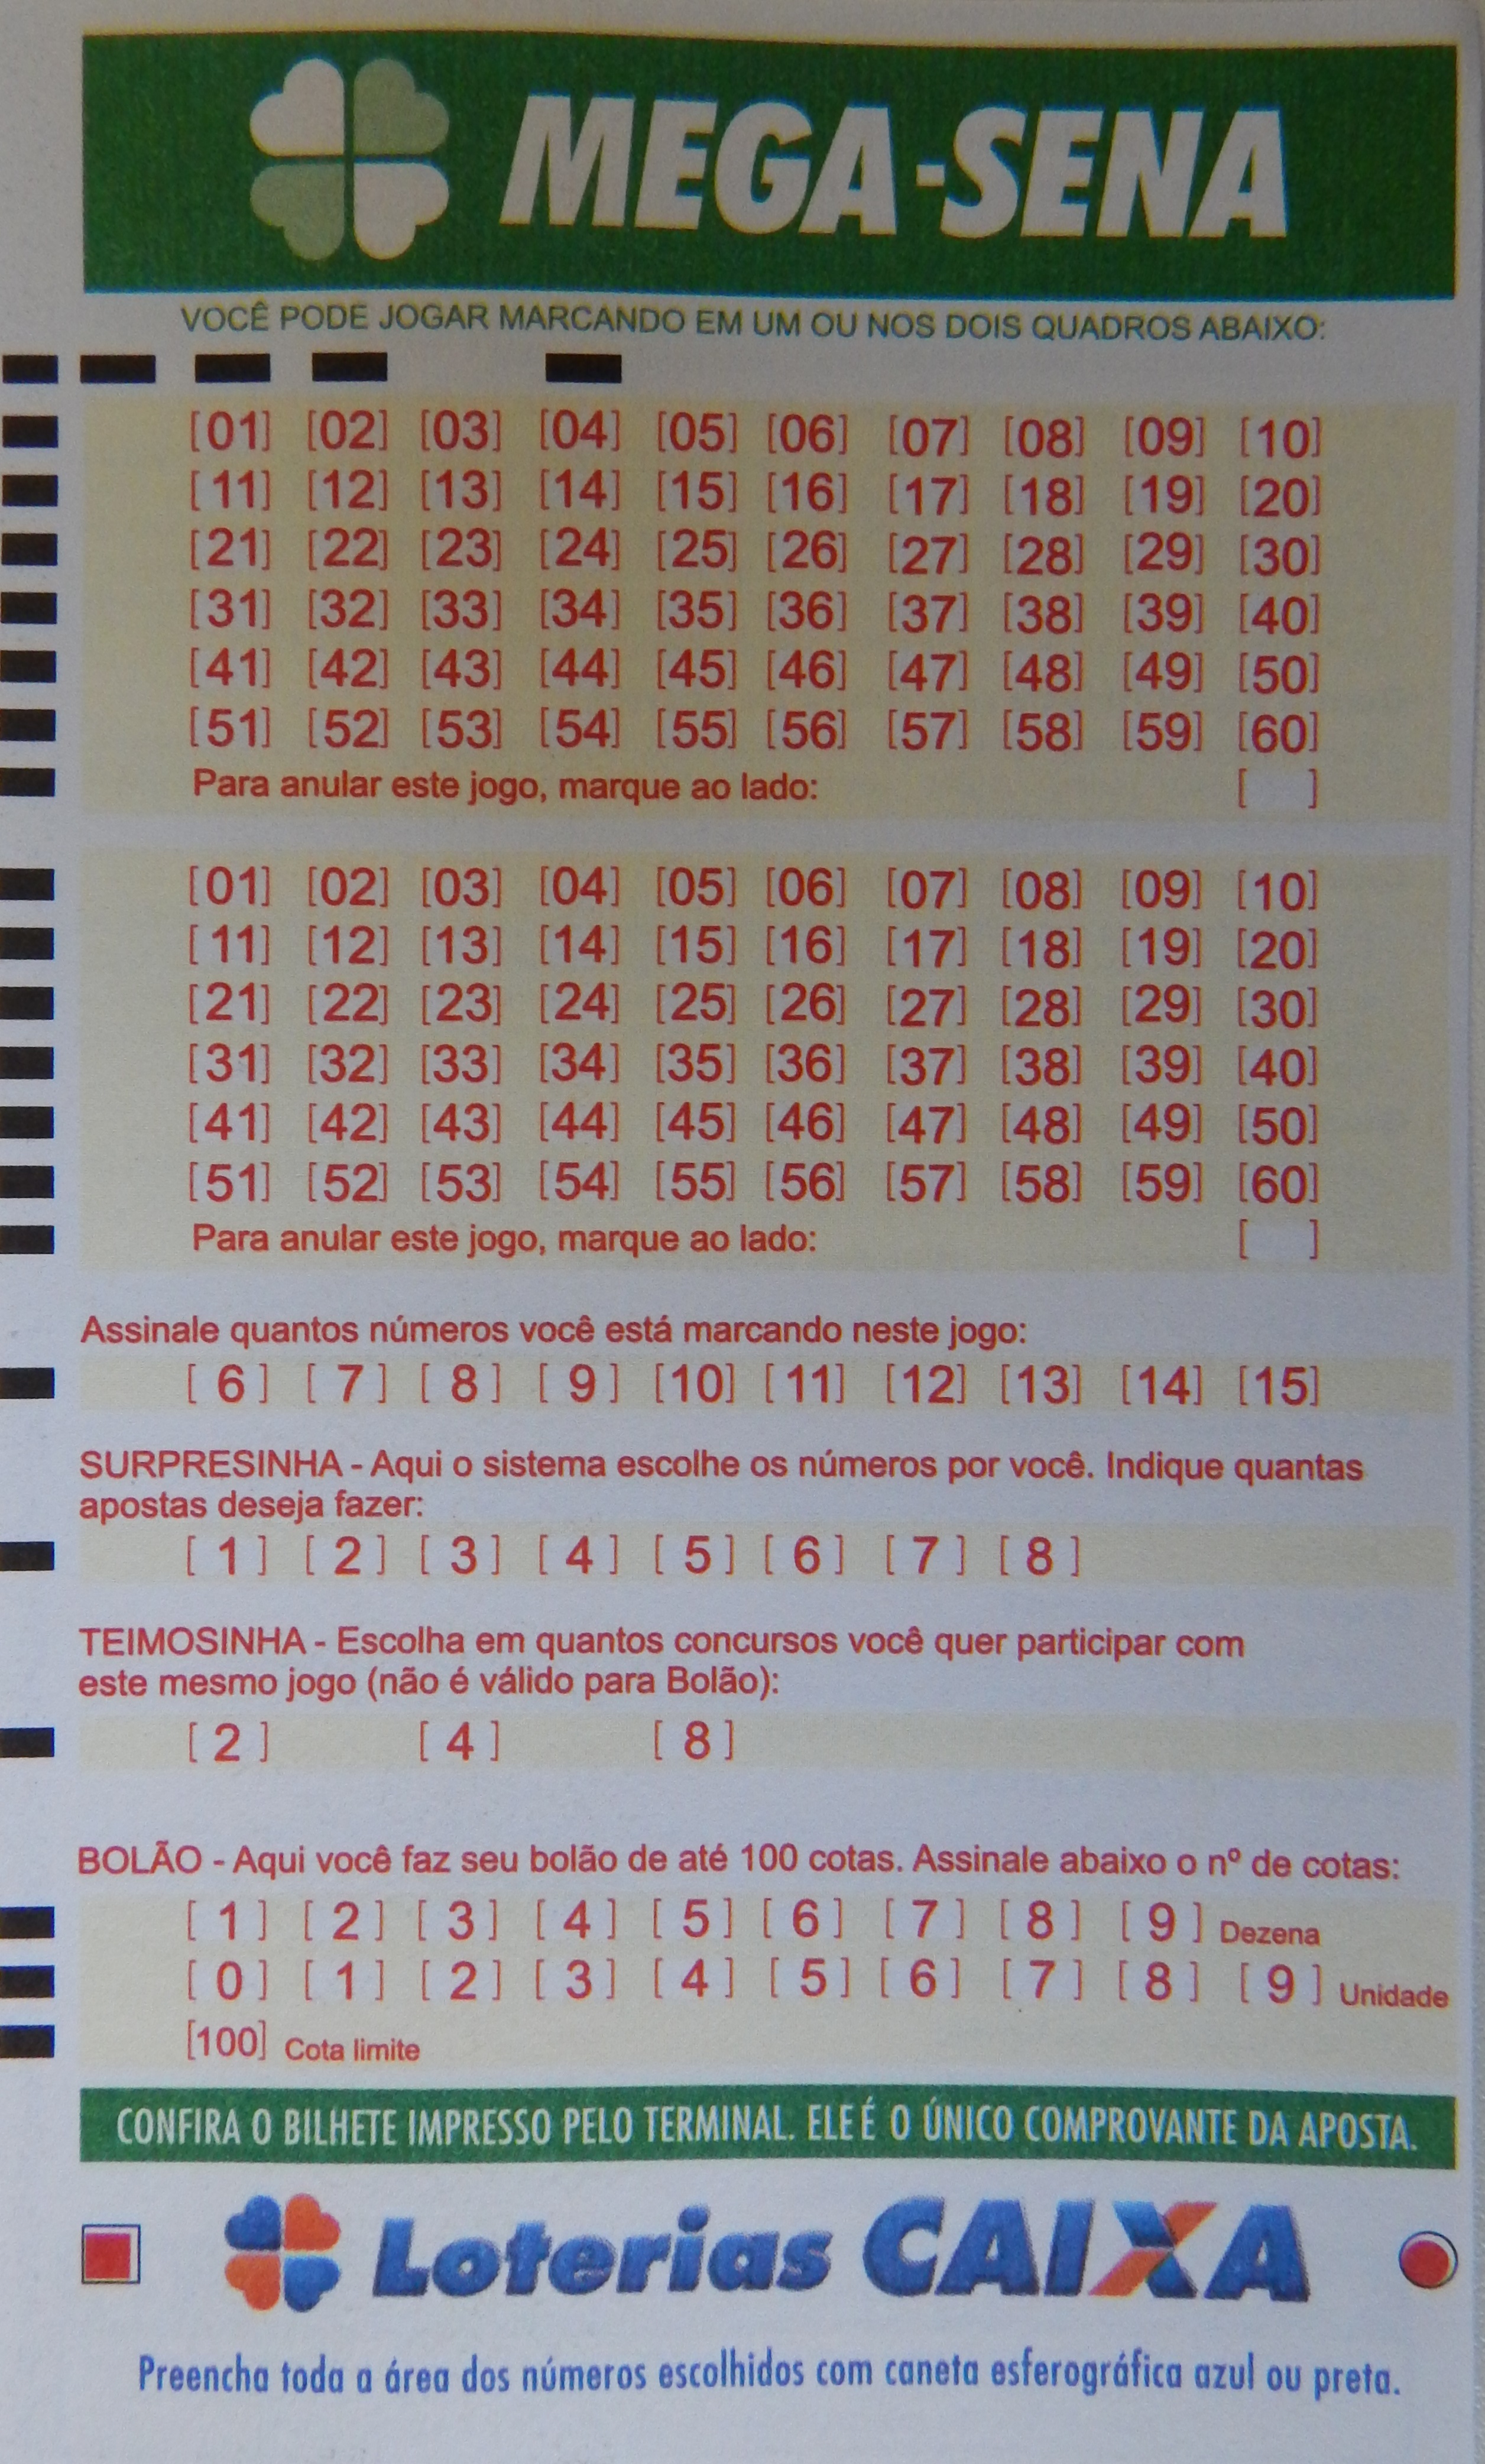 MEGA-SENA
VOCÊ PODE JOGAR MARCANDO EM UM OU NOS DOIS QUADROS ABAIXO:
[01] [02] [03] [04] [05] [06] [07] [08] [09] [10]
[11] [12] [13] [14] [15] [16] [17] [18] [19] [20]
[21] [22] [23] [24] [25] [26] [27] [28] [29] [30]
[31] [32] [33] [34] [35] [36] [37] [38] [39] [40]
[41] [42] [43] [44] [45] [46] [47] [48] [49] [50]
[51] [52] [53] [54] [55] [56] [57] [58] [59] [60]
Para anular este jogo, marque ao lado: [ ]
[01] [02] [03] [04] [05] [06] [07] [08] [09] [10]
[11] [12] [13] [14] [15] [16] [17] [18] [19] [20]
[21] [22] [23] [24] [25] [26] [27] [28] [29] [30]
[31] [32] [33] [34] [35] [36] [37] [38] [39] [40]
[41] [42] [43] [44] [45] [46] [47] [48] [49] [50]
[51] [52] [53] [54] [55] [56] [57] [58] [59] [60]
Para anular este jogo, marque ao lado: [ ]
Assinale quantos números você está marcando neste jogo:
[ 6 ] [ 7 ] [ 8 ] [ 9 ] [10] [11] [12] [13] [14] [15]
SURPRESINHA - Aqui o sistema escolhe os números por você. Indique quantas
apostas deseja fazer:
[ 1 ] [ 2 ] [ 3 ] [ 4 ] [ 5 ] [ 6 ] [ 7 ] [ 8 ]
TEIMOSINHA - Escolha em quantos concursos você quer participar com
este mesmo jogo (não é válido para Bolão):
[ 2 ] [ 4 ] [ 8 ]
BOLÃO - Aqui você faz seu bolão de até 100 cotas. Assinale abaixo o nº de cotas:
[ 1 ] [ 2 ] [ 3 ] [ 4 ] [ 5 ] [ 6 ] [ 7 ] [ 8 ] [ 9 ] Dezena
[ 0 ] [ 1 ] [ 2 ] [ 3 ] [ 4 ] [ 5 ] [ 6 ] [ 7 ] [ 8 ] [ 9 ] Unidade
[100] Cota limite
CONFIRA O BILHETE IMPRESSO PELO TERMINAL. ELE É O ÚNICO COMPROVANTE DA APOSTA.
Loterias CAIXA
Preencha toda a área dos números escolhidos com caneta esferográfica azul ou preta.